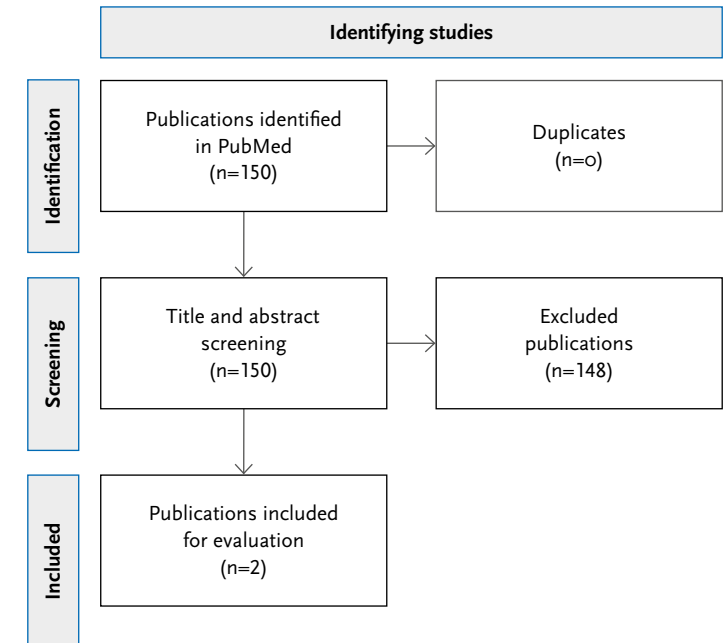 Identifying studies
Identification
Publications identified
in PubMed
(n=150)
Duplicates
(n=0)
Screening
Title and abstract
screening
(n=150)
Excluded
publications
(n=148)
Included
Publications included
for evaluation
(n=2)